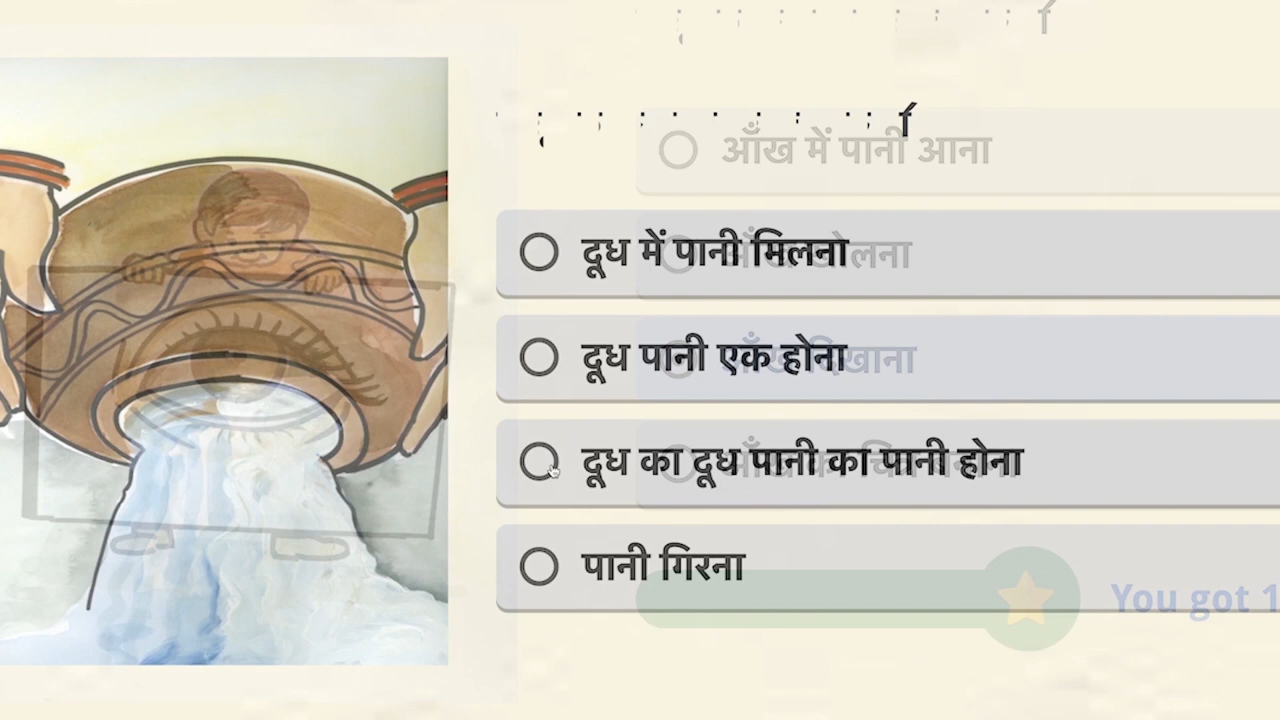 आँख में पानी आना
दूध में पानी मिलना
दूध पानी एक होना
दूध का दूध पानी का पानी होना
पानी गिरना
You got 1